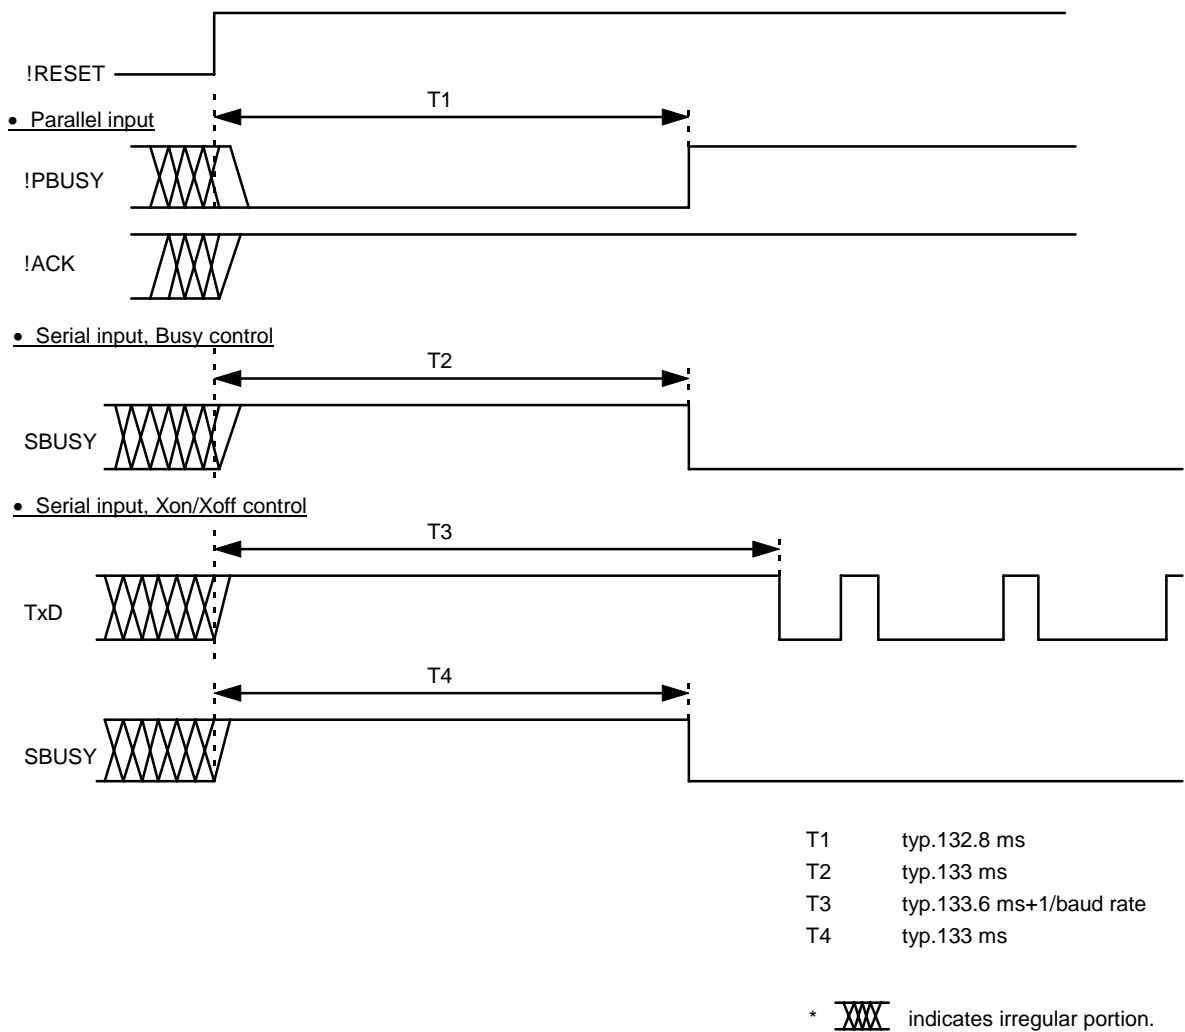 !RESET
T1
• Parallel input
!PBUSY
!ACK
• Serial input, Busy control
T2
SBUSY
• Serial input, Xon/Xoff control
T3
TxD
T4
SBUSY
T1 typ.132.8 ms
T2 typ.133 ms
T3 typ.133.6 ms+1/baud rate
T4 typ.133 ms
* indicates irregular portion.